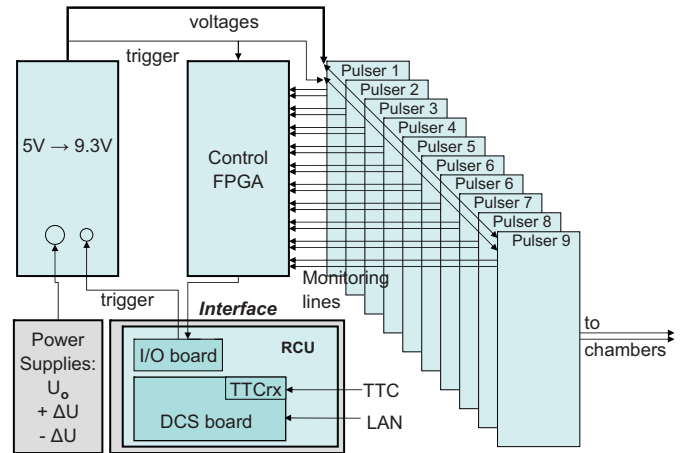 voltages
trigger
5V → 9.3V
Control
FPGA
Pulser 1
Pulser 2
Pulser 3
Pulser 4
Pulser 5
Pulser 6
Pulser 6
Pulser 7
Pulser 8
Pulser 9
Monitoring
lines
trigger
Interface
Power
Supplies:
Uo
+ ΔU
- ΔU
I/O board
RCU
TTCrx
DCS board
TTC
LAN
to
chambers